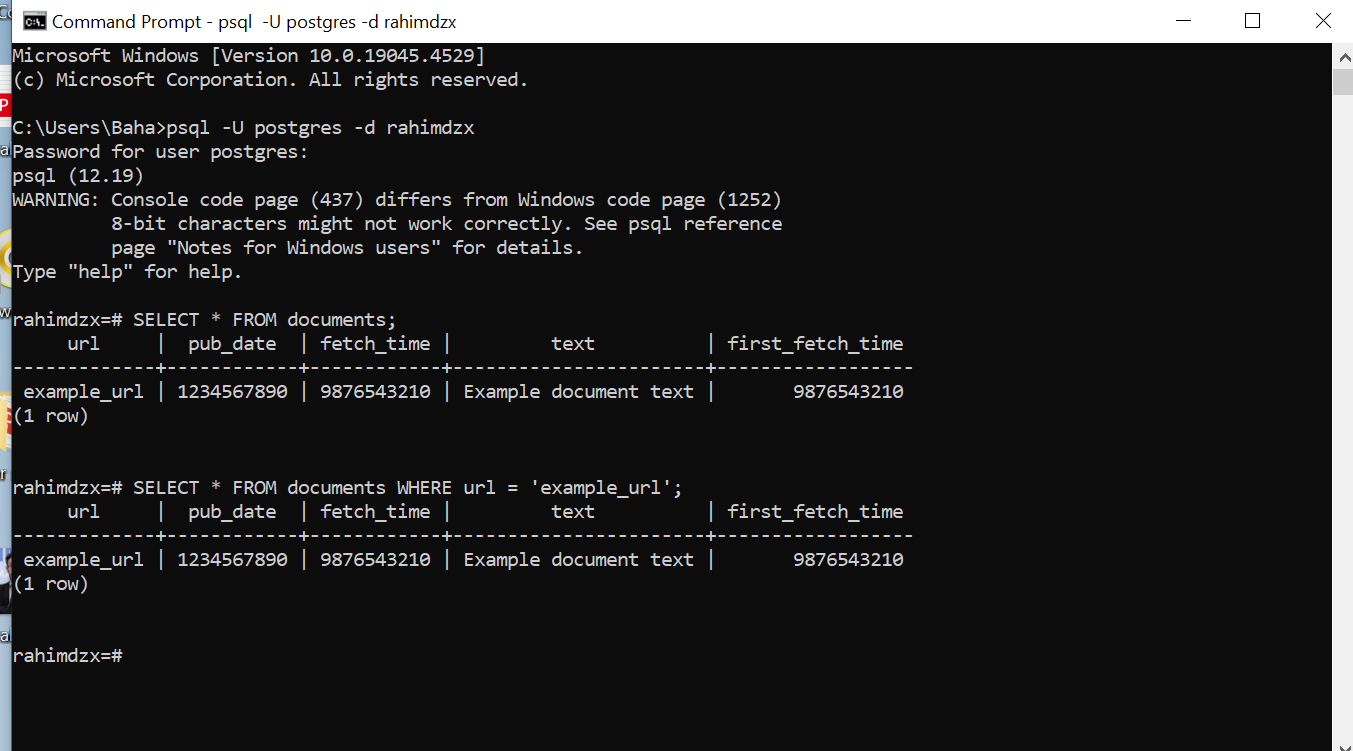 Command Prompt - psql  -U postgres -d rahimdzx
Microsoft Windows [Version 10.0.19045.4529]
(c) Microsoft Corporation. All rights reserved.
C:\Users\Baha>psql -U postgres -d rahimdzx
Password for user postgres:
psql (12.19)
WARNING: Console code page (437) differs from Windows code page (1252)
         8-bit characters might not work correctly. See psql reference
         page "Notes for Windows users" for details.
Type "help" for help.
rahimdzx=# SELECT * FROM documents;
     url     |  pub_date  | fetch_time |         text          | first_fetch_time
-------------+------------+------------+-----------------------+------------------
 example_url | 1234567890 | 9876543210 | Example document text |       9876543210
(1 row)
rahimdzx=# SELECT * FROM documents WHERE url = 'example_url';
     url     |  pub_date  | fetch_time |         text          | first_fetch_time
-------------+------------+------------+-----------------------+------------------
 example_url | 1234567890 | 9876543210 | Example document text |       9876543210
(1 row)
rahimdzx=#